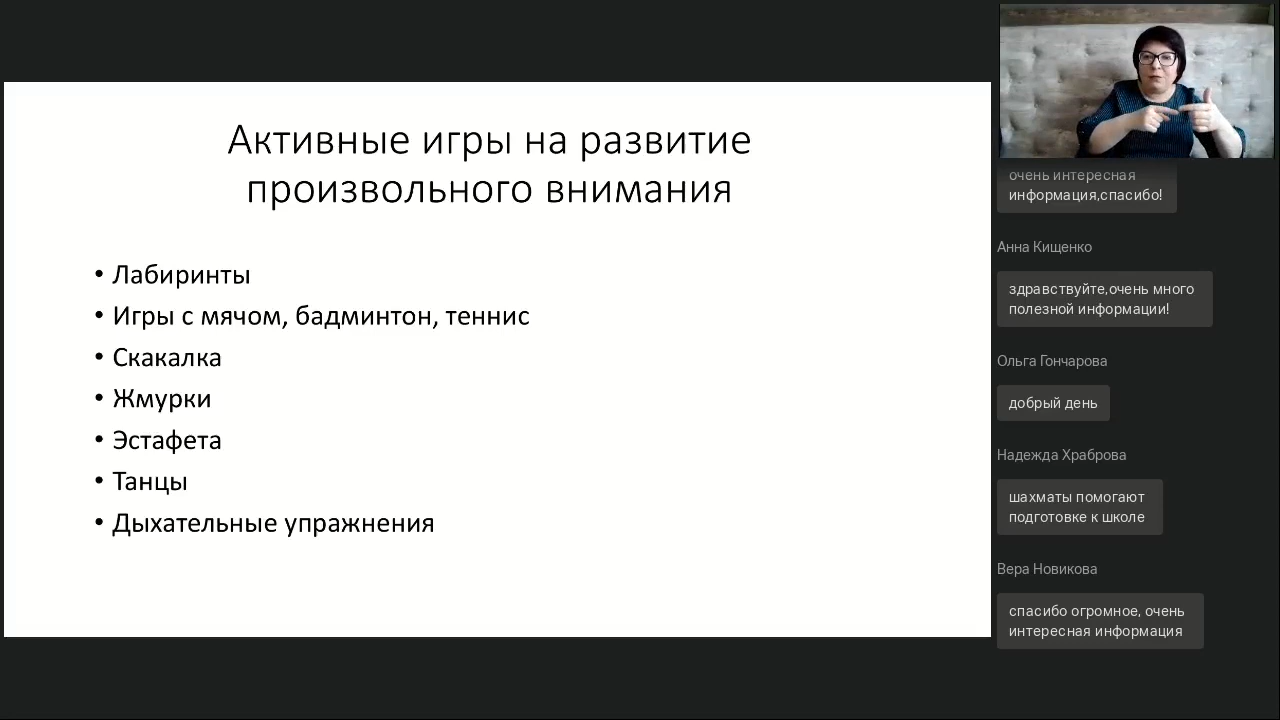 Активные игры на развитие
произвольного внимания
• Лабиринты
• Игры с мячом, бадминтон, теннис
• Скакалка
• Жмурки
• Эстафета
• Танцы
• Дыхательные упражнения
очень интересная
информация,спасибо!
Анна Кищенко
здравствуйте,очень много
полезной информации!
Ольга Гончарова
добрый день
Надежда Храброва
шахматы помогают
подготовке к школе
Вера Новикова
спасибо огромное, очень
интересная информация